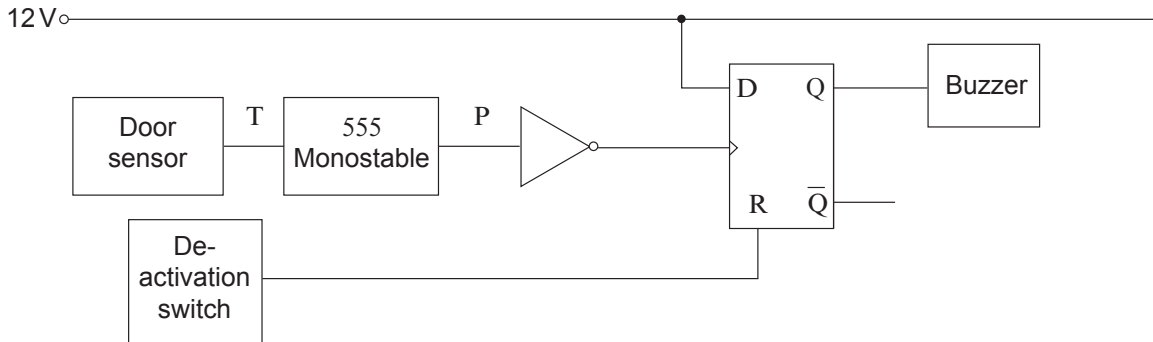 12 V
Door
sensor
T
555
Monostable
P
D
Q
R
Q̅
Buzzer
De-
activation
switch